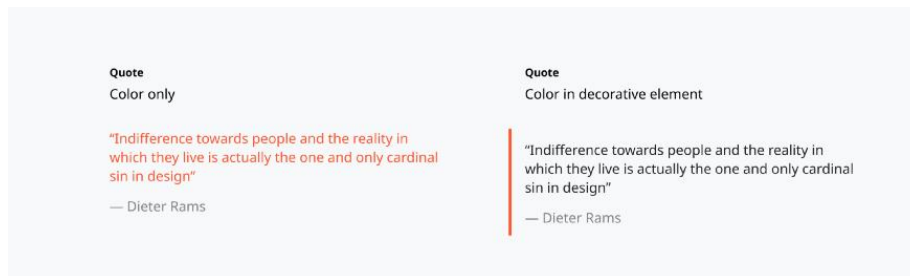 Quote
Color only
“Indifference towards people and the reality in
which they live is actually the one and only cardinal
sin in design”
— Dieter Rams
Quote
Color in decorative element
“Indifference towards people and the reality in
which they live is actually the one and only cardinal
sin in design”
— Dieter Rams